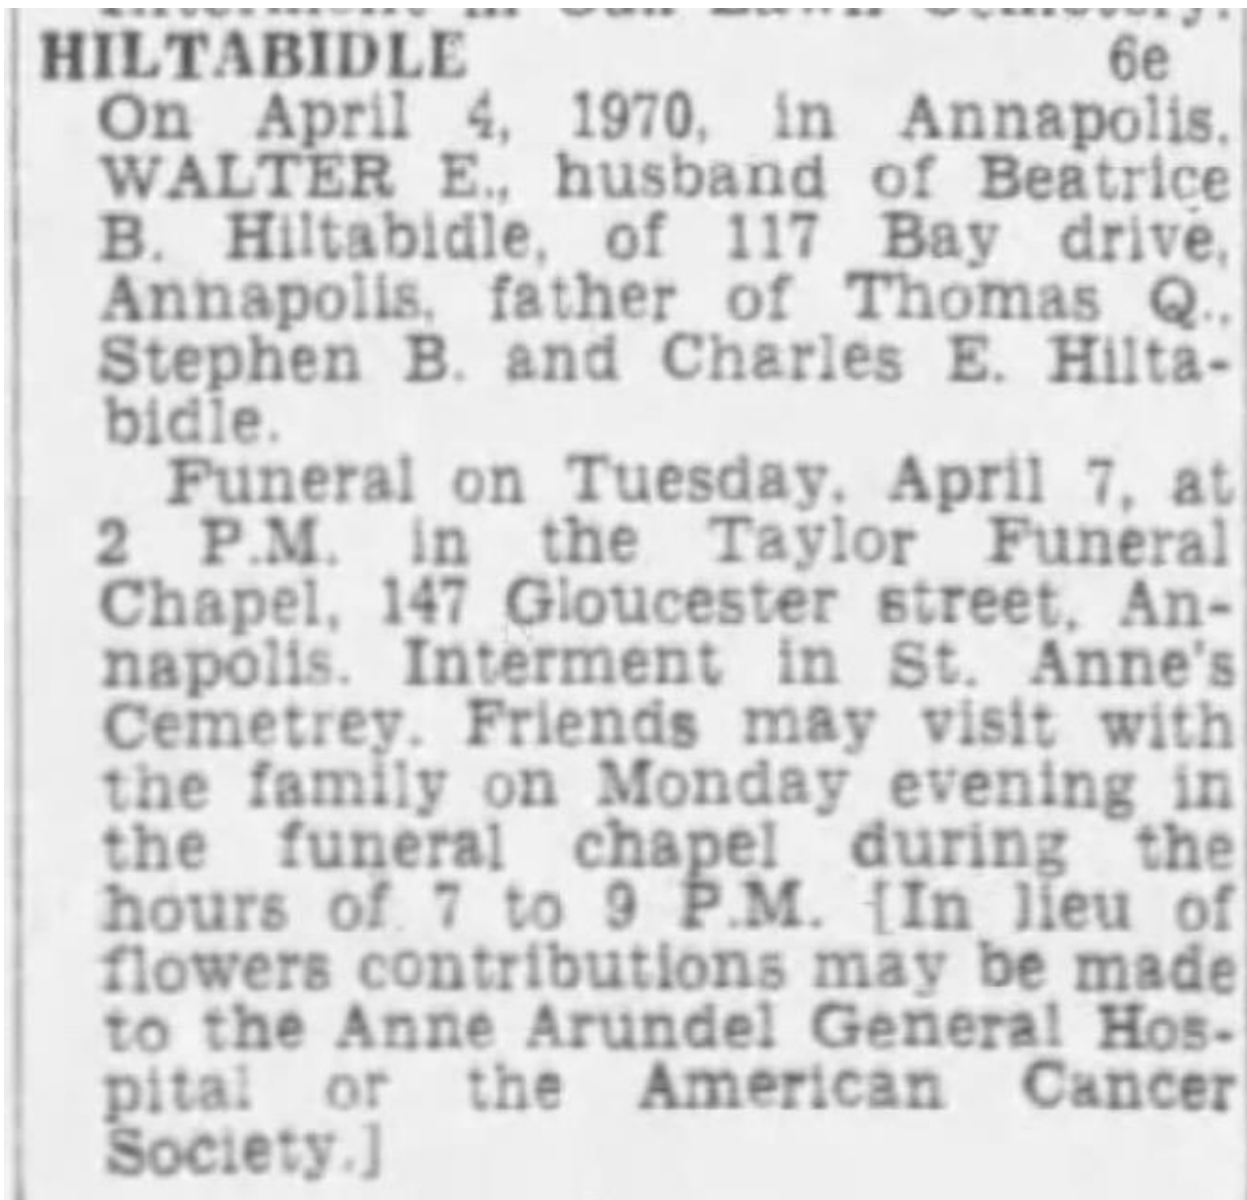 HILTABIDLE 6e
On April 4, 1970, in Annapolis,
WALTER E., husband of Beatrice
B. Hiltabidle, of 117 Bay drive,
Annapolis, father of Thomas Q.,
Stephen B. and Charles E. Hilta-
bidle.
Funeral on Tuesday, April 7, at
2 P.M. in the Taylor Funeral
Chapel, 147 Gloucester street, An-
napolis. Interment in St. Anne's
Cemetrey. Friends may visit with
the family on Monday evening in
the funeral chapel during the
hours of 7 to 9 P.M. [In lieu of
flowers contributions may be made
to the Anne Arundel General Hos-
pital or the American Cancer
Society.]